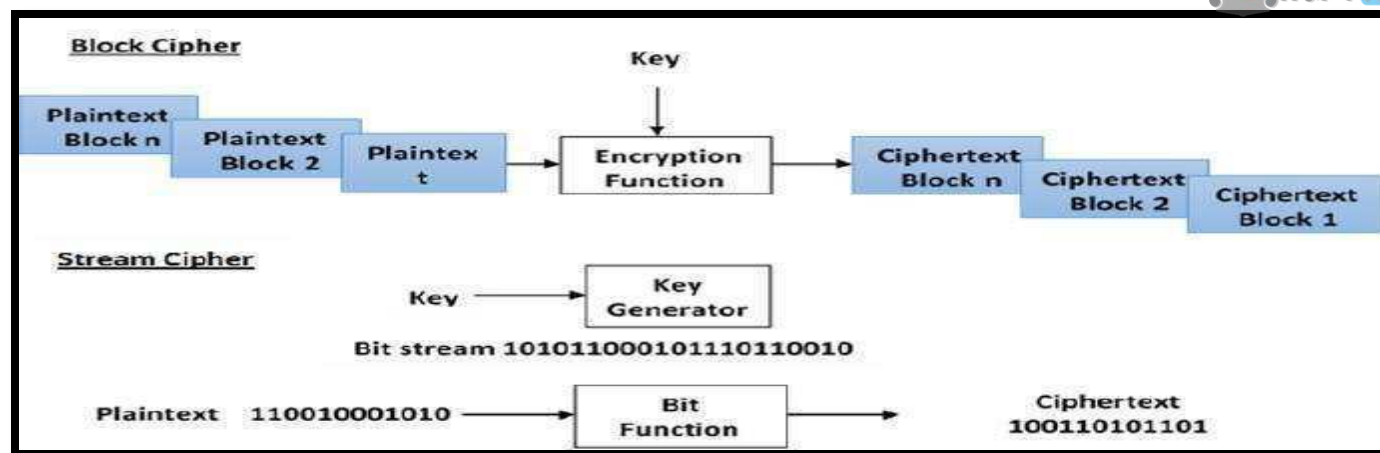 Block Cipher
Key
Plaintext
Block n
Plaintext
Block 2
Plaintex
t
Encryption
Function
Ciphertext
Block n
Ciphertext
Block 2
Ciphertext
Block 1
Stream Cipher
Key
Key
Generator
Bit stream 101011000101110110010
Plaintext 110010001010
Bit
Function
Ciphertext
100110101101